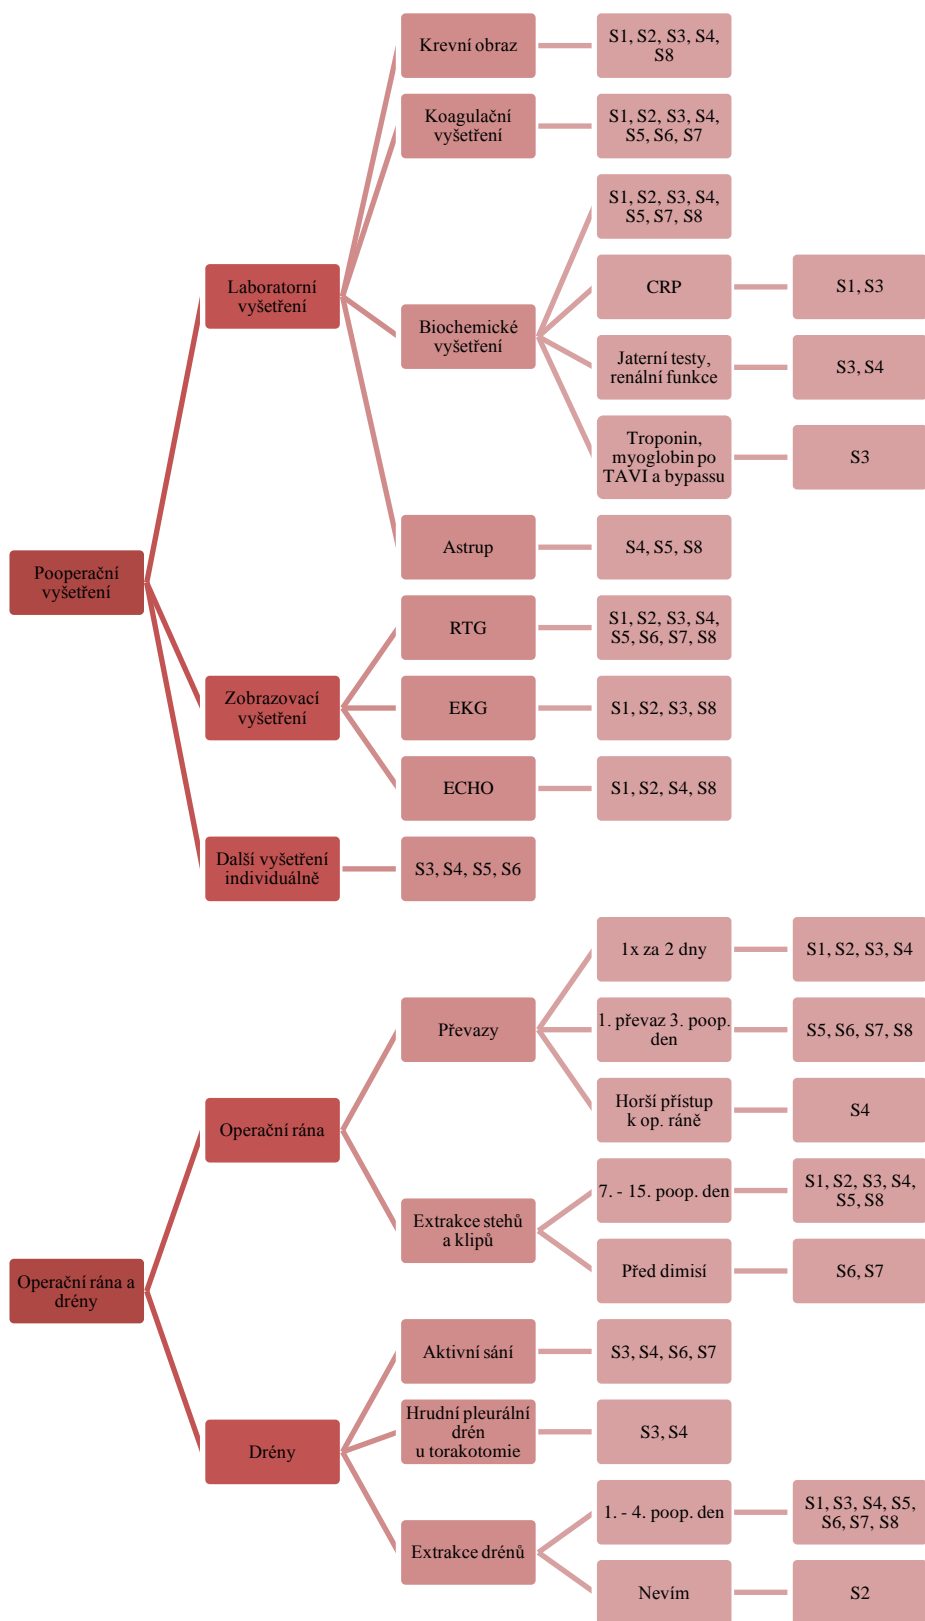 Krevní obraz
S1, S2, S3, S4,
S8
Koagulační
vyšetření
S1, S2, S3, S4,
S5, S6, S7
S1, S2, S3, S4,
S5, S7, S8
Laboratorní
vyšetření
CRP
S1, S3
Biochemické
vyšetření
Jaterní testy,
renální funkce
S3, S4
Troponin,
myoglobin po
TAVI a bypassu
S3
Astrup
S4, S5, S8
Pooperační
vyšetření
RTG
S1, S2, S3, S4,
S5, S6, S7, S8
Zobrazovací
vyšetření
EKG
S1, S2, S3, S8
ECHO
S1, S2, S4, S8
Další vyšetření
individuálně
S3, S4, S5, S6
1x za 2 dny
S1, S2, S3, S4
Převazy
1. převaz 3. poop.
den
S5, S6, S7, S8
Horší přístup
k op. ráně
S4
Operační rána
7. - 15. poop. den
S1, S2, S3, S4,
S5, S8
Extrakce stehů
a klipů
Před dimisí
S6, S7
Operační rána a
drény
Aktivní sání
S3, S4, S6, S7
Hrudní pleurální
drén
u torakotomie
S3, S4
Drény
1. - 4. poop. den
S1, S3, S4, S5,
S6, S7, S8
Extrakce drénů
Nevím
S2